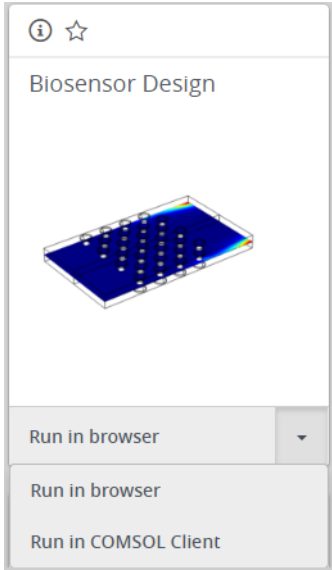 Biosensor Design
Run in browser
Run in browser
Run in COMSOL Client